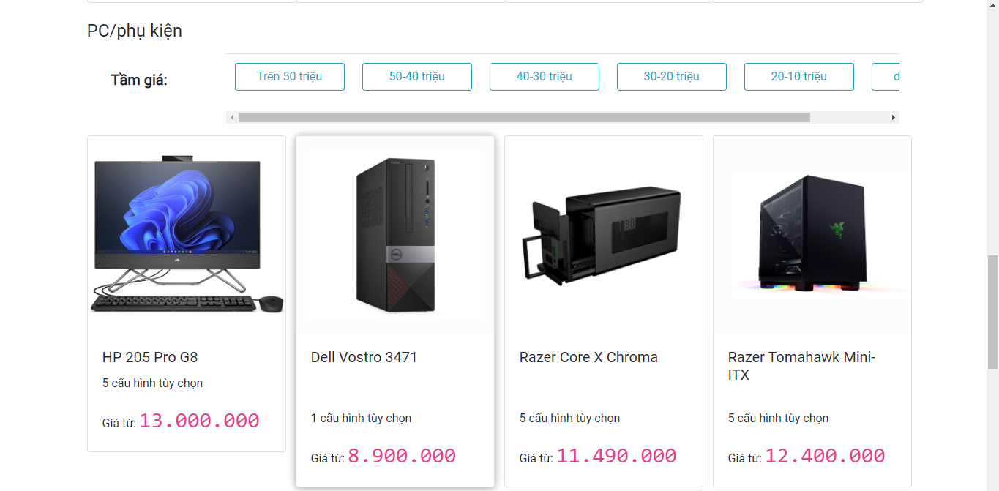 PC/phụ kiện
Tầm giá:
Trên 50 triệu
50-40 triệu
40-30 triệu
30-20 triệu
20-10 triệu
HP 205 Pro G8
5 cấu hình tùy chọn
Giá từ: 13.000.000
Dell Vostro 3471
1 cấu hình tùy chọn
Giá từ: 8.900.000
Razer Core X Chroma
5 cấu hình tùy chọn
Giá từ: 11.490.000
Razer Tomahawk Mini-
ITX
5 cấu hình tùy chọn
Giá từ: 12.400.000